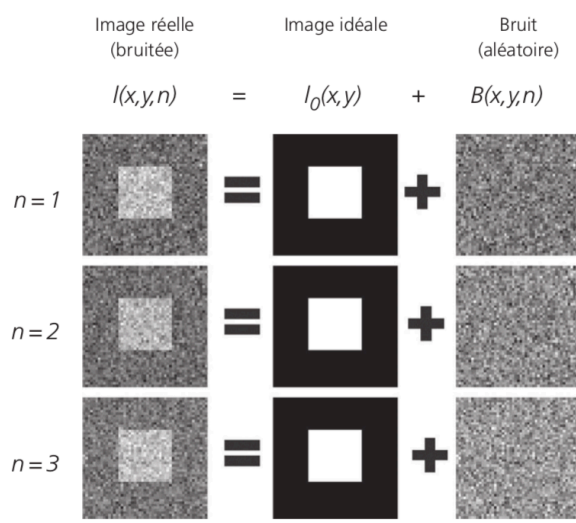 Image réelle
(bruitée)
Image idéale
Bruit
(aléatoire)
I(x,y,n) = I₀(x,y) + B(x,y,n)
n = 1
= +
n = 2
= +
n = 3
= +